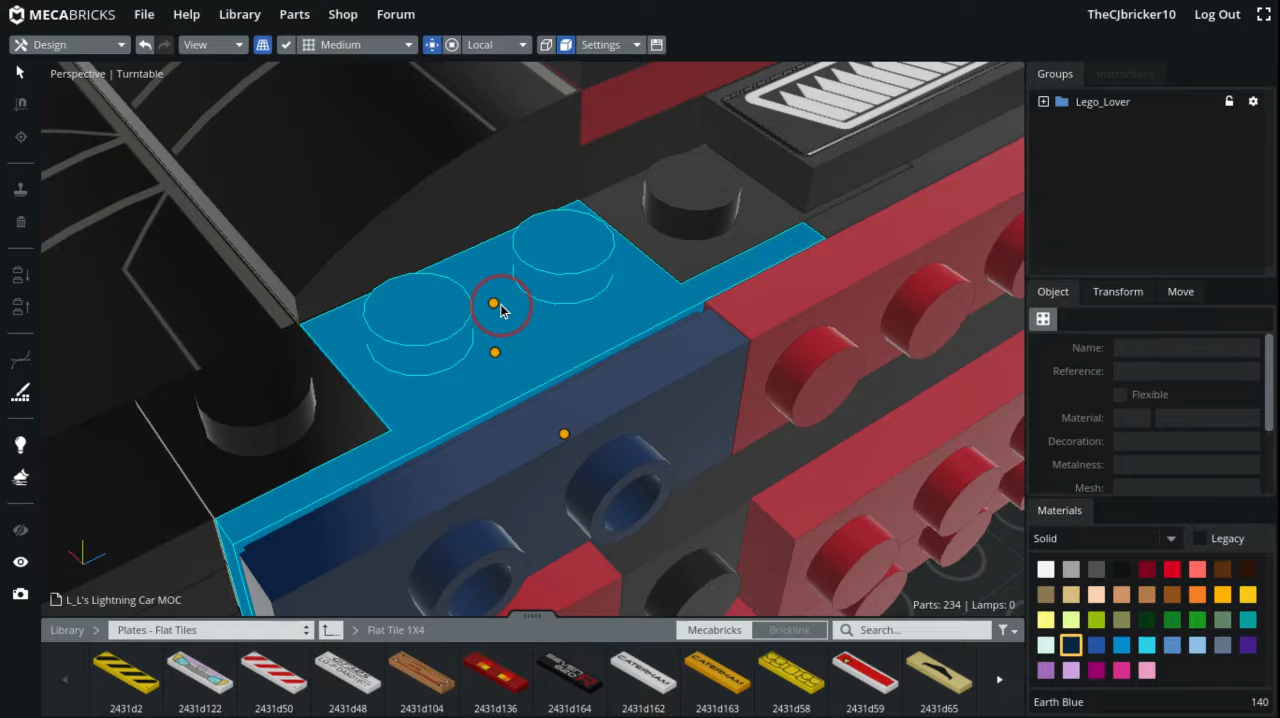 MECABRICKS File Help Library Parts Shop Forum TheCJbricker10 Log Out
Design View Medium Local Settings
Perspective | Turntable
Groups Instructions
Lego_Lover
Object Transform Move
Name:
Reference:
Flexible
Material:
Decoration:
Metalness:
Mesh:
Materials
Solid Legacy
L_L's Lightning Car MOC Parts: 234 | Lamps: 0
Library Plates - Flat Tiles Flat Tile 1X4 Mecabricks Bricklink Search...
CATERHAM CATERHAM
2431d2 2431d122 2431d50 2431d48 2431d104 2431d136 2431d164 2431d162 2431d163 2431d58 2431d59 2431d65
Earth Blue 140